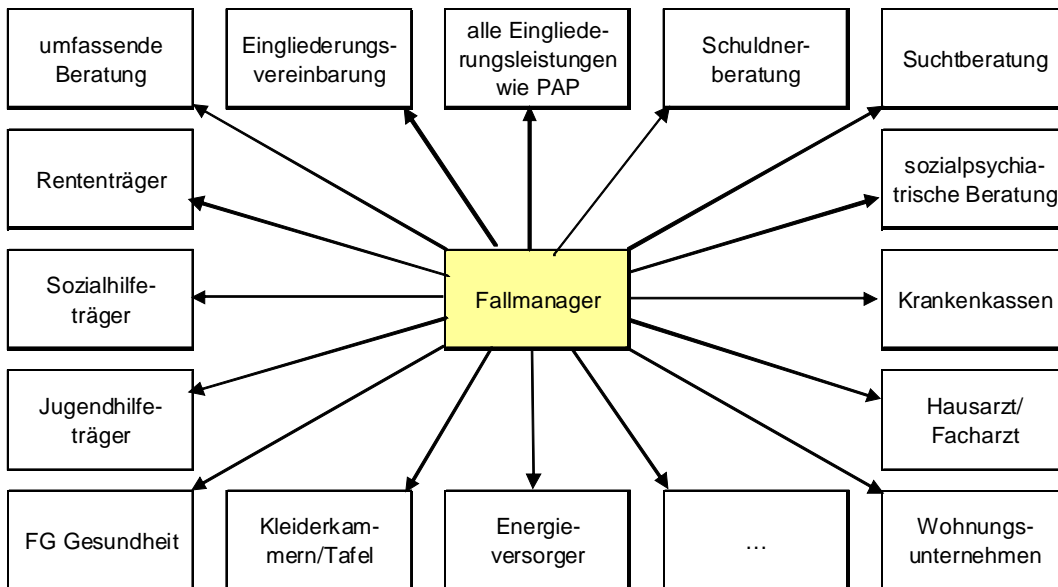 umfassende
Beratung
Eingliederungs-
vereinbarung
alle Eingliede-
rungsleistungen
wie PAP
Schuldner-
beratung
Suchtberatung
Rententräger
sozialpsychia-
trische Beratung
Sozialhilfe-
träger
Fallmanager
Krankenkassen
Jugendhilfe-
träger
Hausarzt/
Facharzt
FG Gesundheit
Kleiderkam-
mern/Tafel
Energie-
versorger
…
Wohnungs-
unternehmen